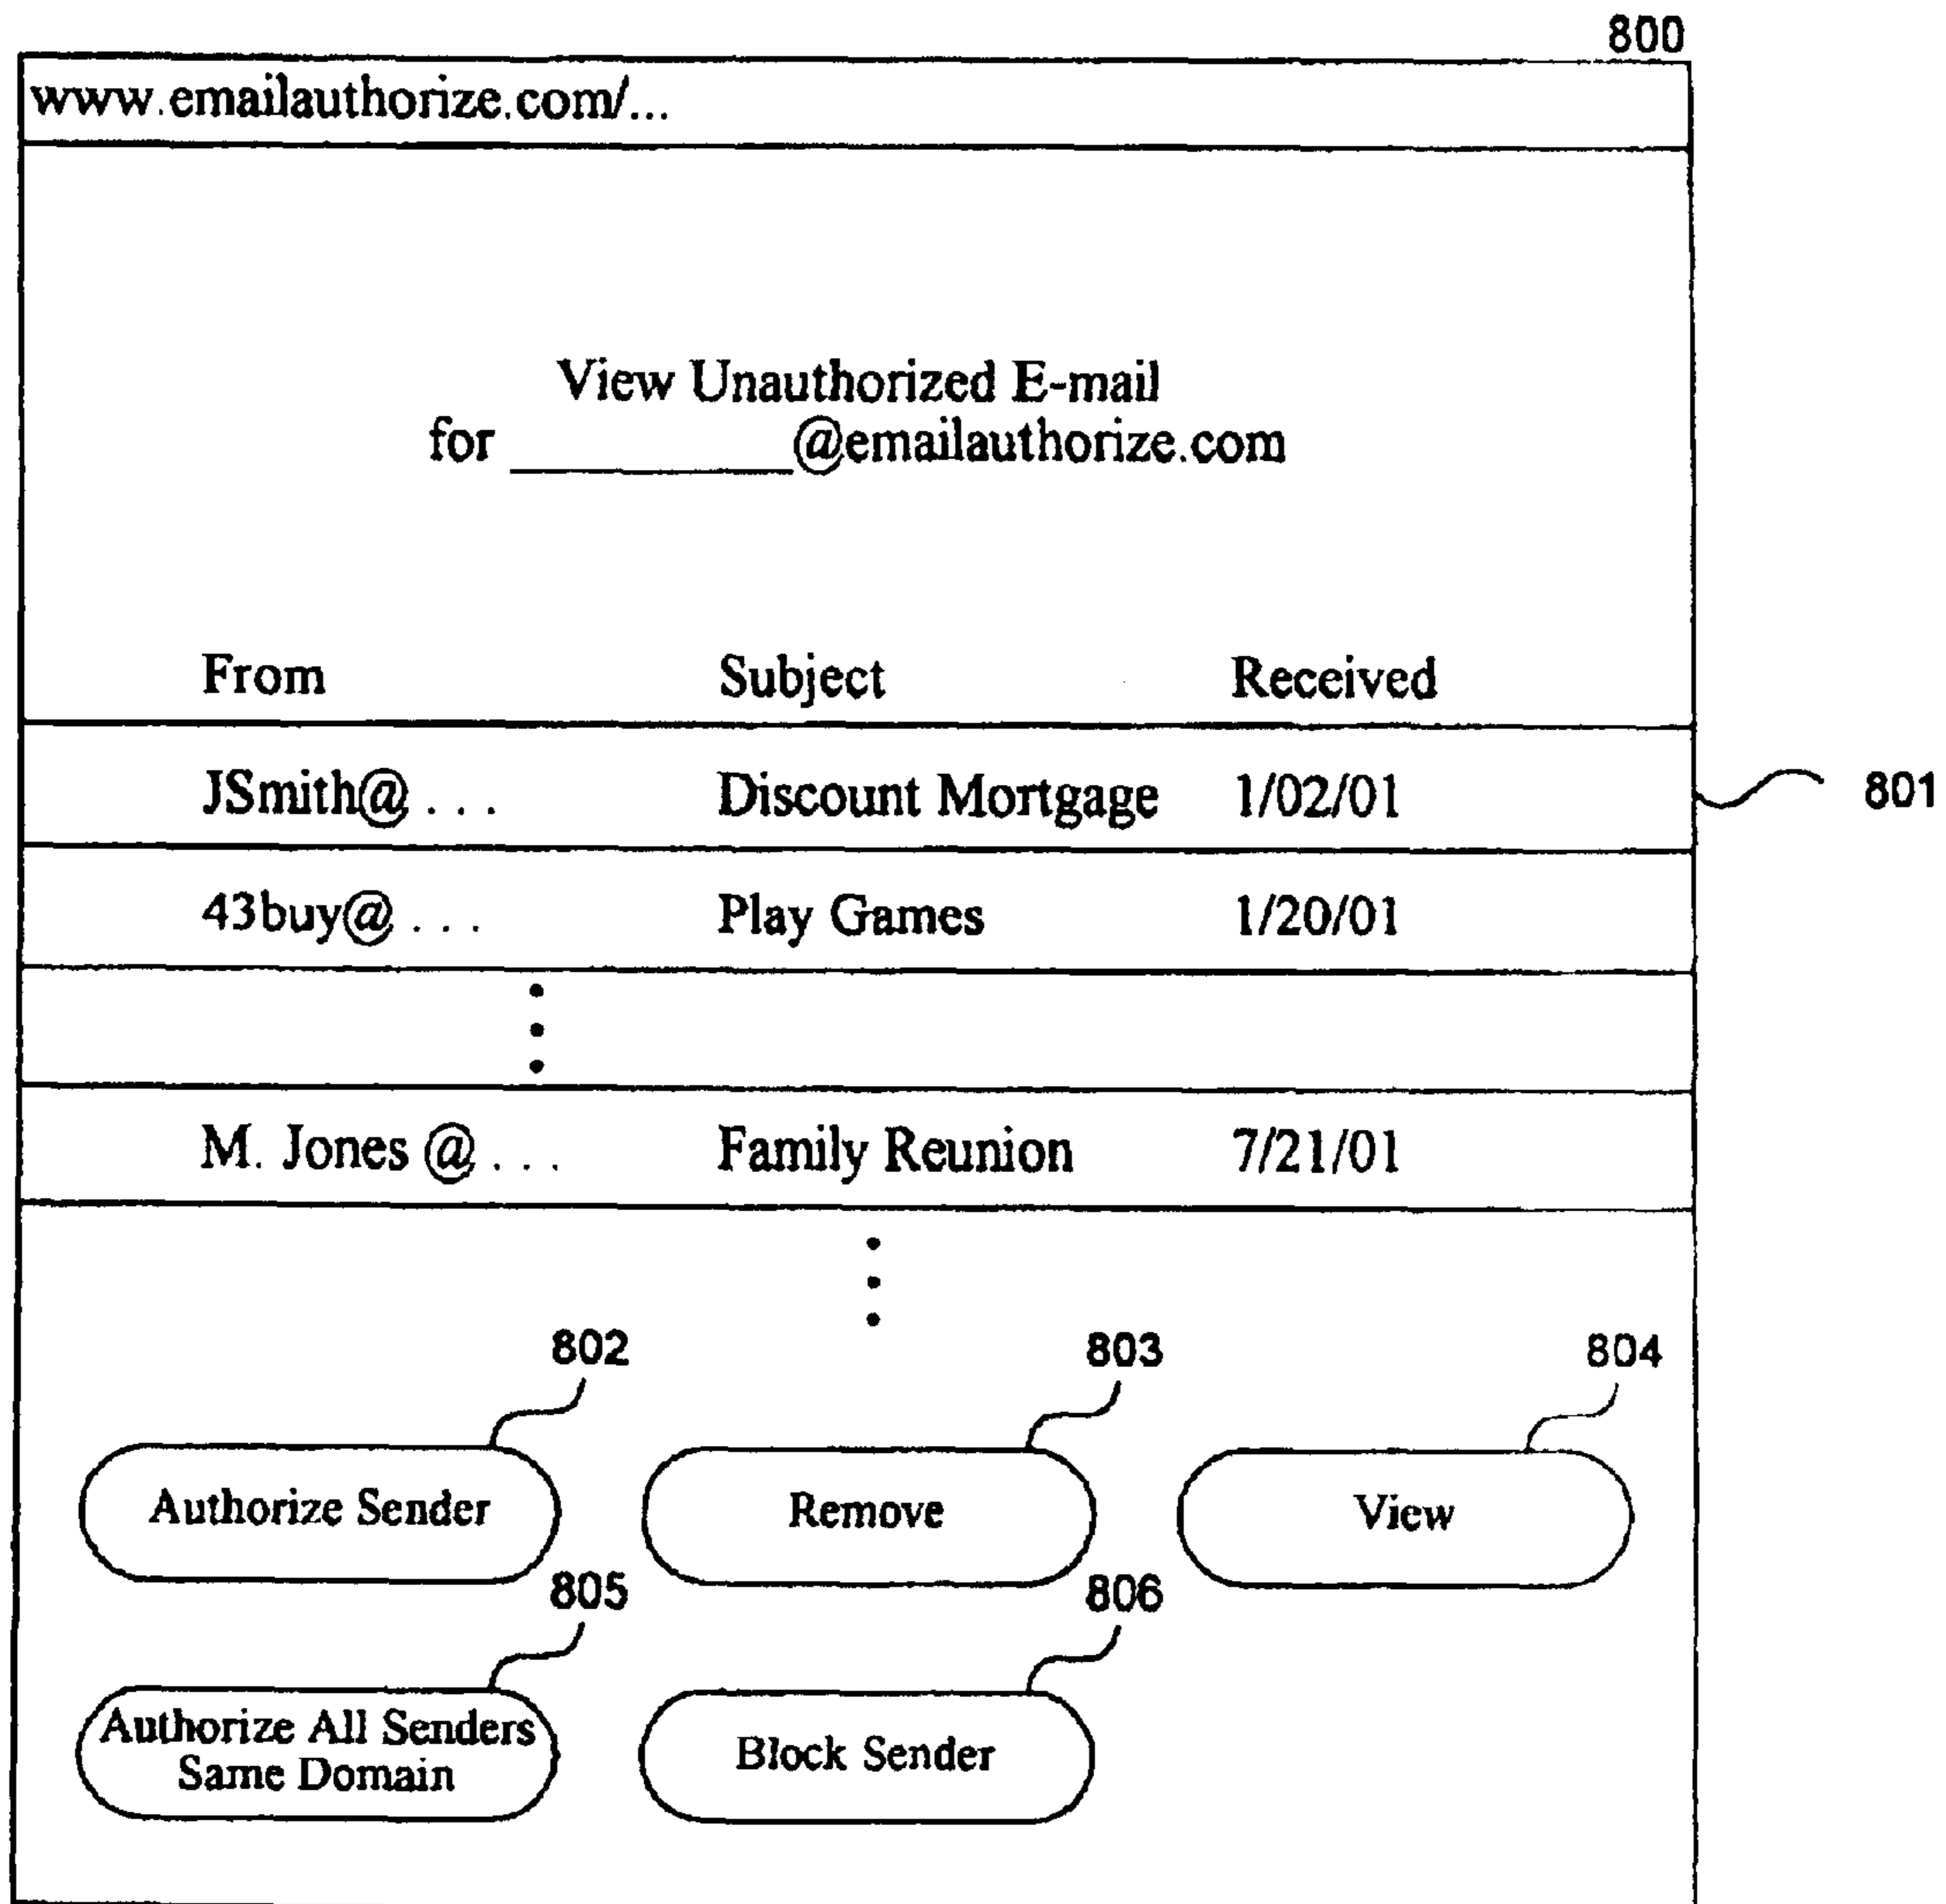 800
www.emailauthorize.com/...
View Unauthorized E-mail
for __________@emailauthorize.com
From Subject Received
JSmith@ . . . Discount Mortgage 1/02/01
801
43buy@ . . . Play Games 1/20/01
M. Jones @ . . . Family Reunion 7/21/01
802 803 804
Authorize Sender Remove View
805 806
Authorize All Senders
Same Domain
Block Sender